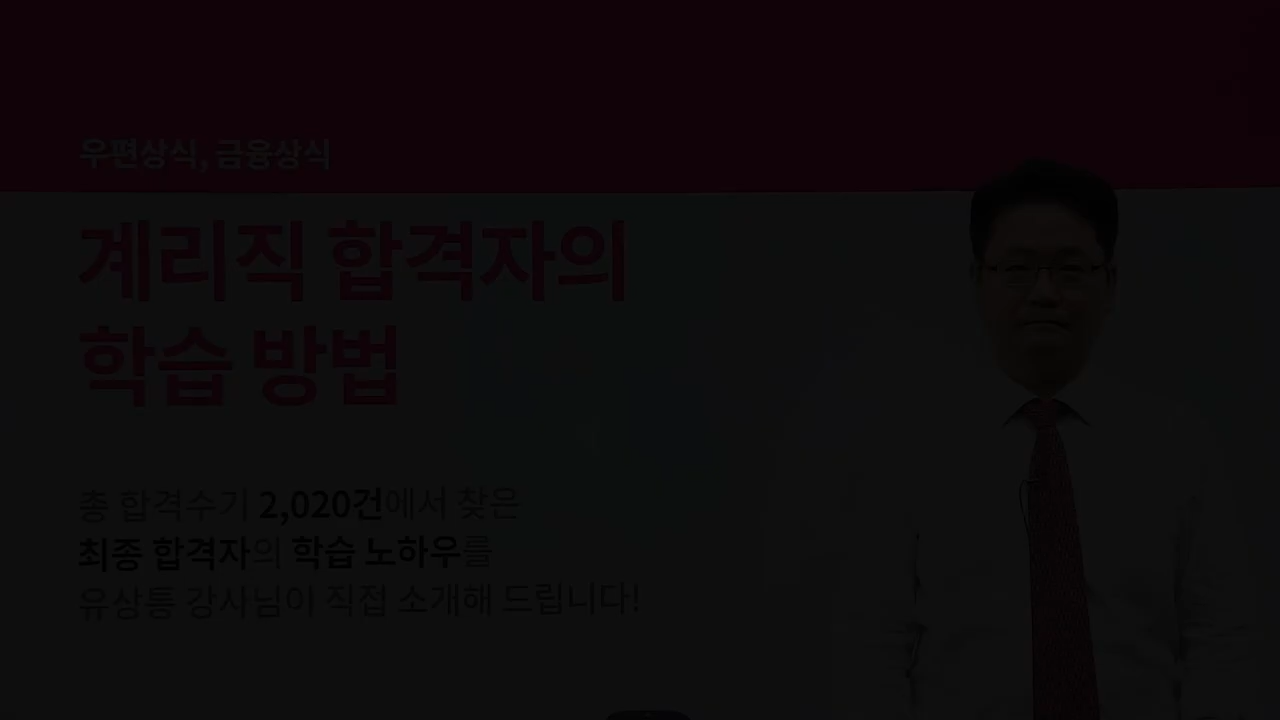 우편상식, 금융상식
계리직 합격자의
학습 방법
총 합격수기 2,020건에서 찾은
최종 합격자의 학습 노하우를
유상통 강사님이 직접 소개해 드립니다!